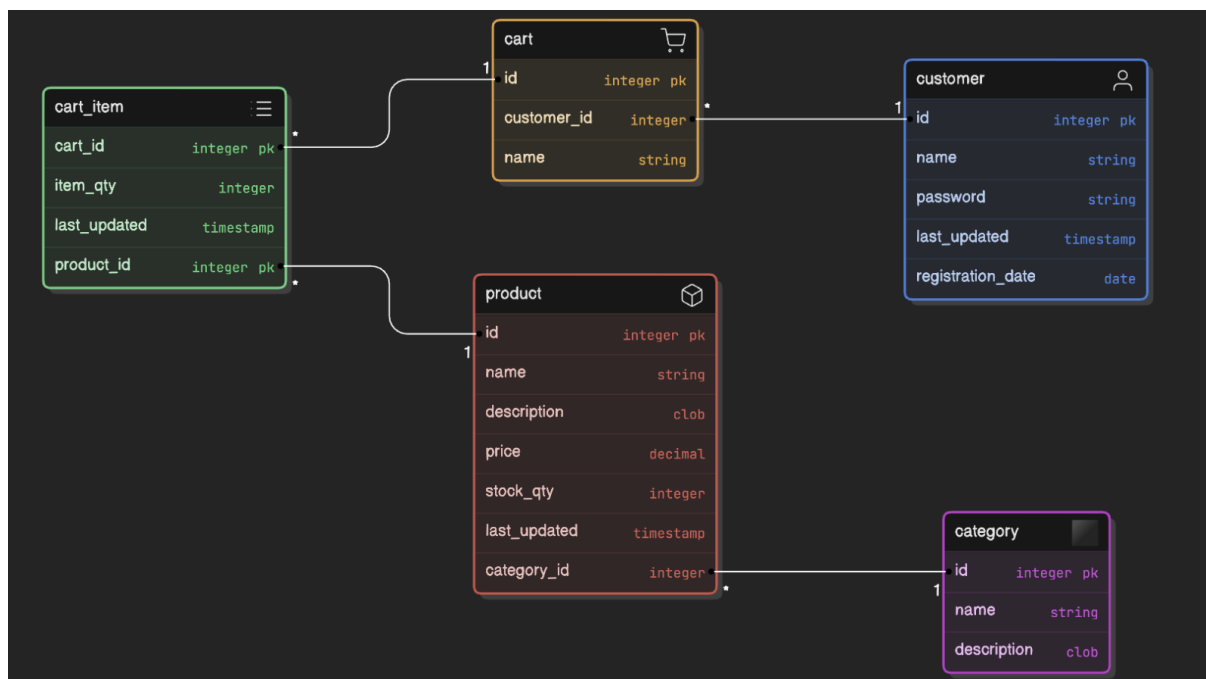 cart
1
id integer pk
customer_id integer
*
name string
customer
1
id integer pk
name string
password string
last_updated timestamp
registration_date date
cart_item
*
cart_id integer pk
item_qty integer
last_updated timestamp
product_id integer pk
*
product
1
id integer pk
name string
description clob
price decimal
stock_qty integer
last_updated timestamp
category_id integer
*
category
1
id integer pk
name string
description clob